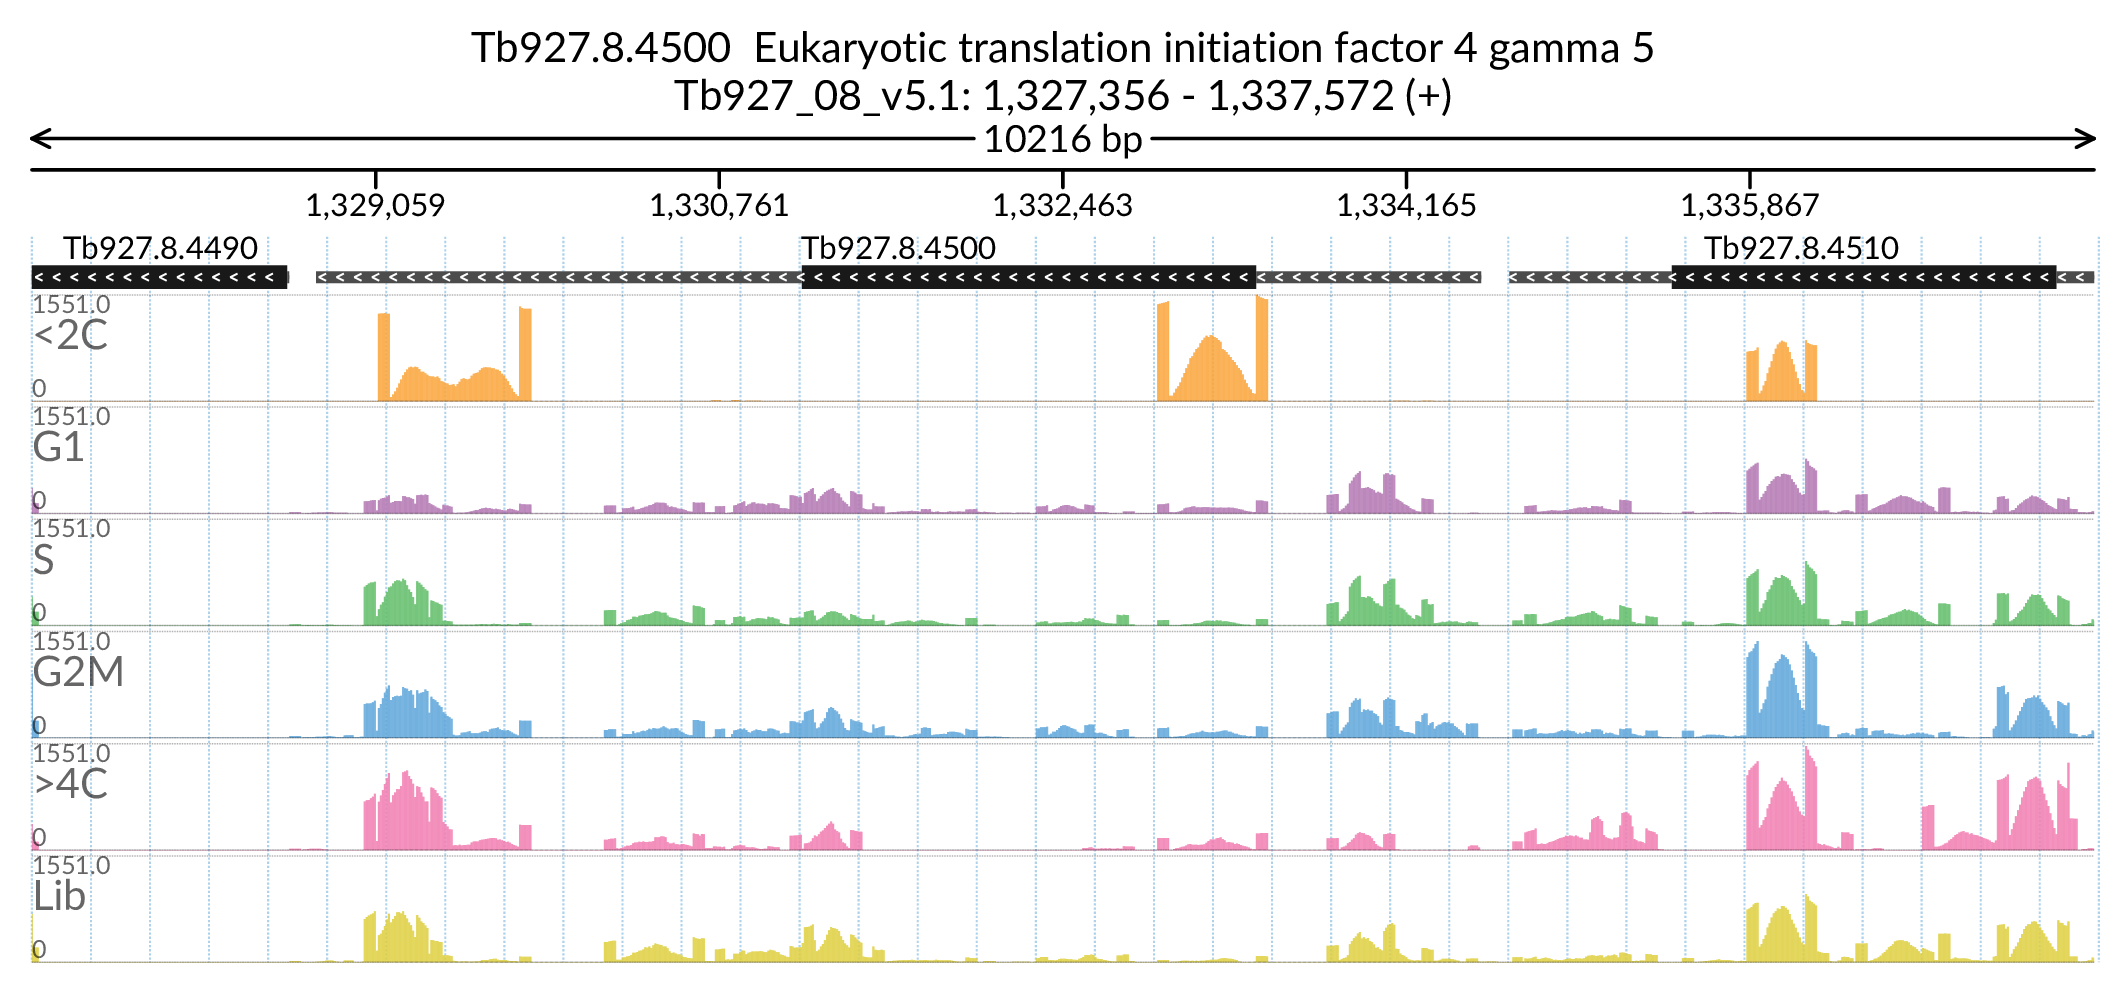 Tb927.8.4500  Eukaryotic translation initiation factor 4 gamma 5
Tb927_08_v5.1: 1,327,356 - 1,337,572 (+)
10216 bp
1,329,059 1,330,761 1,332,463 1,334,165 1,335,867
Tb927.8.4490 Tb927.8.4500 Tb927.8.4510
1551.0
<2C
0
1551.0
G1
0
1551.0
S
0
1551.0
G2M
0
1551.0
>4C
0
1551.0
Lib
0